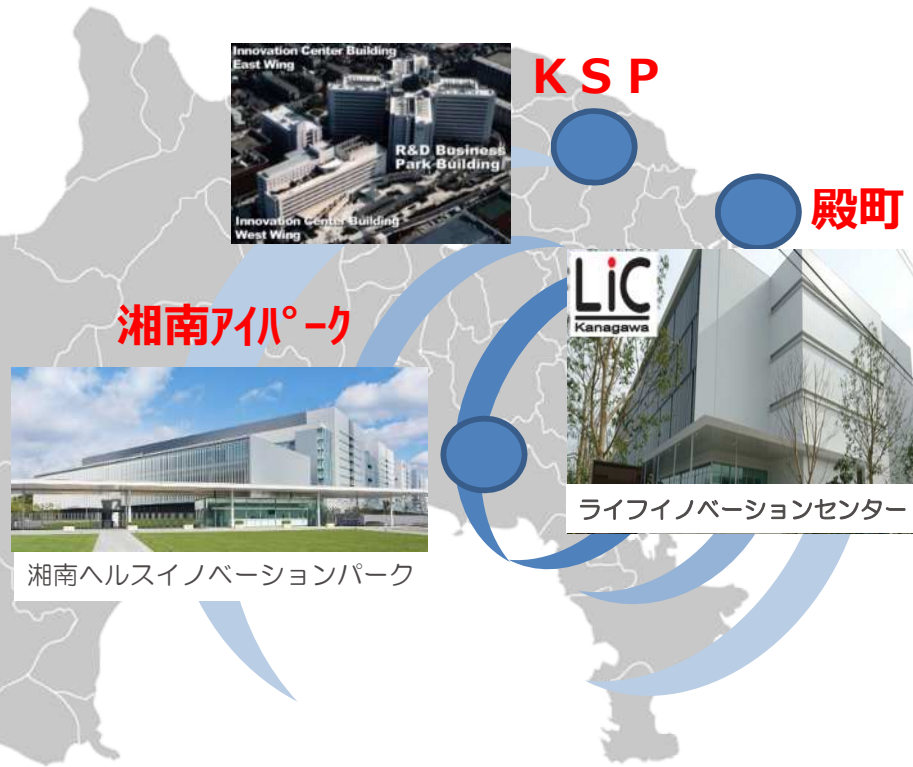 Innovation Center Building
East Wing
R&D Business
Park Building
Innovation Center Building
West Wing
ＫＳＰ
殿町
湘南ｱｲﾊﾟｰｸ
LiC
Kanagawa
ライフイノベーションセンター
湘南ヘルスイノベーションパーク